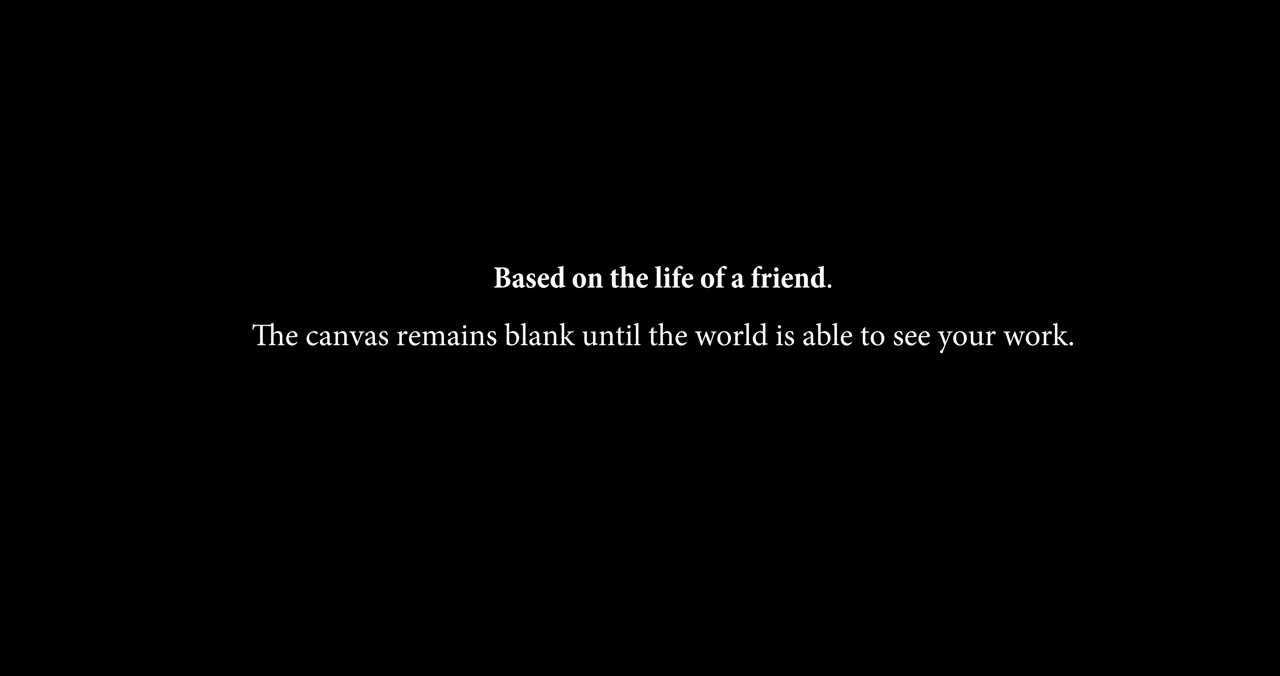 Based on the life of a friend.
The canvas remains blank until the world is able to see your work.